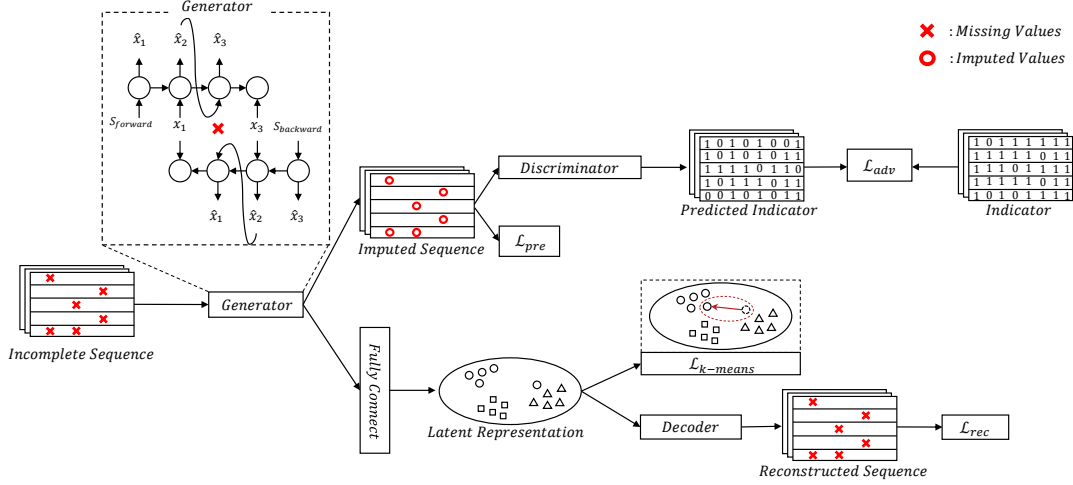 Generator
x̂₁ x̂₂ x̂₃
S_forward x₁ x₃ S_backward
x̂₁ x̂₂ x̂₃
: Missing Values
: Imputed Values
Incomplete Sequence
Generator
Imputed Sequence
Discriminator
ℒ_pre
1 0 1 0 1 0 0 1
1 0 1 0 1 0 1 1
1 1 1 1 0 1 1 0
1 0 1 1 1 0 1 1
0 0 1 0 1 0 1 1
Predicted Indicator
ℒ_adv
1 0 1 1 1 1 1 1
1 1 1 1 1 0 1 1
1 1 1 0 1 1 1 1
1 1 1 1 1 0 1 1
1 0 1 0 1 1 1 1
Indicator
Fully Connect
Latent Representation
ℒ_k−means
Decoder
Reconstructed Sequence
ℒ_rec